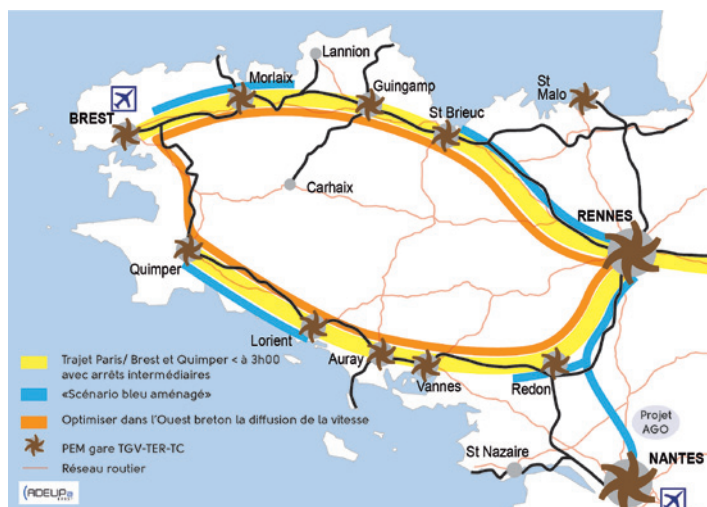 Lannion
Morlaix
Guingamp
St
Malo
BREST
St Brieuc
Carhaix
RENNES
Quimper
Lorient
Auray
Vannes
Redon
Trajet Paris/ Brest et Quimper < à 3h00
avec arrêts intermédiaires
«Scénario bleu aménagé»
Optimiser dans l'Ouest breton la diffusion de la vitesse
PEM gare TGV-TER-TC
Réseau routier
Projet
AGO
St Nazaire
NANTES
ADEUPa